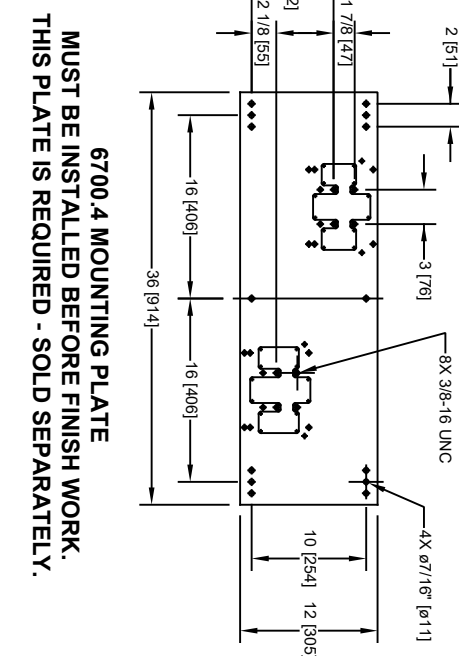 2 1/8 [55]
1 7/8 [47]
2 [51]
3 [76]
8X 3/8-16 UNC
4X ø7/16" [ø11]
16 [406]
16 [406]
36 [914]
10 [254]
12 [305]
6700.4 MOUNTING PLATE
MUST BE INSTALLED BEFORE FINISH WORK.
THIS PLATE IS REQUIRED - SOLD SEPARATELY.